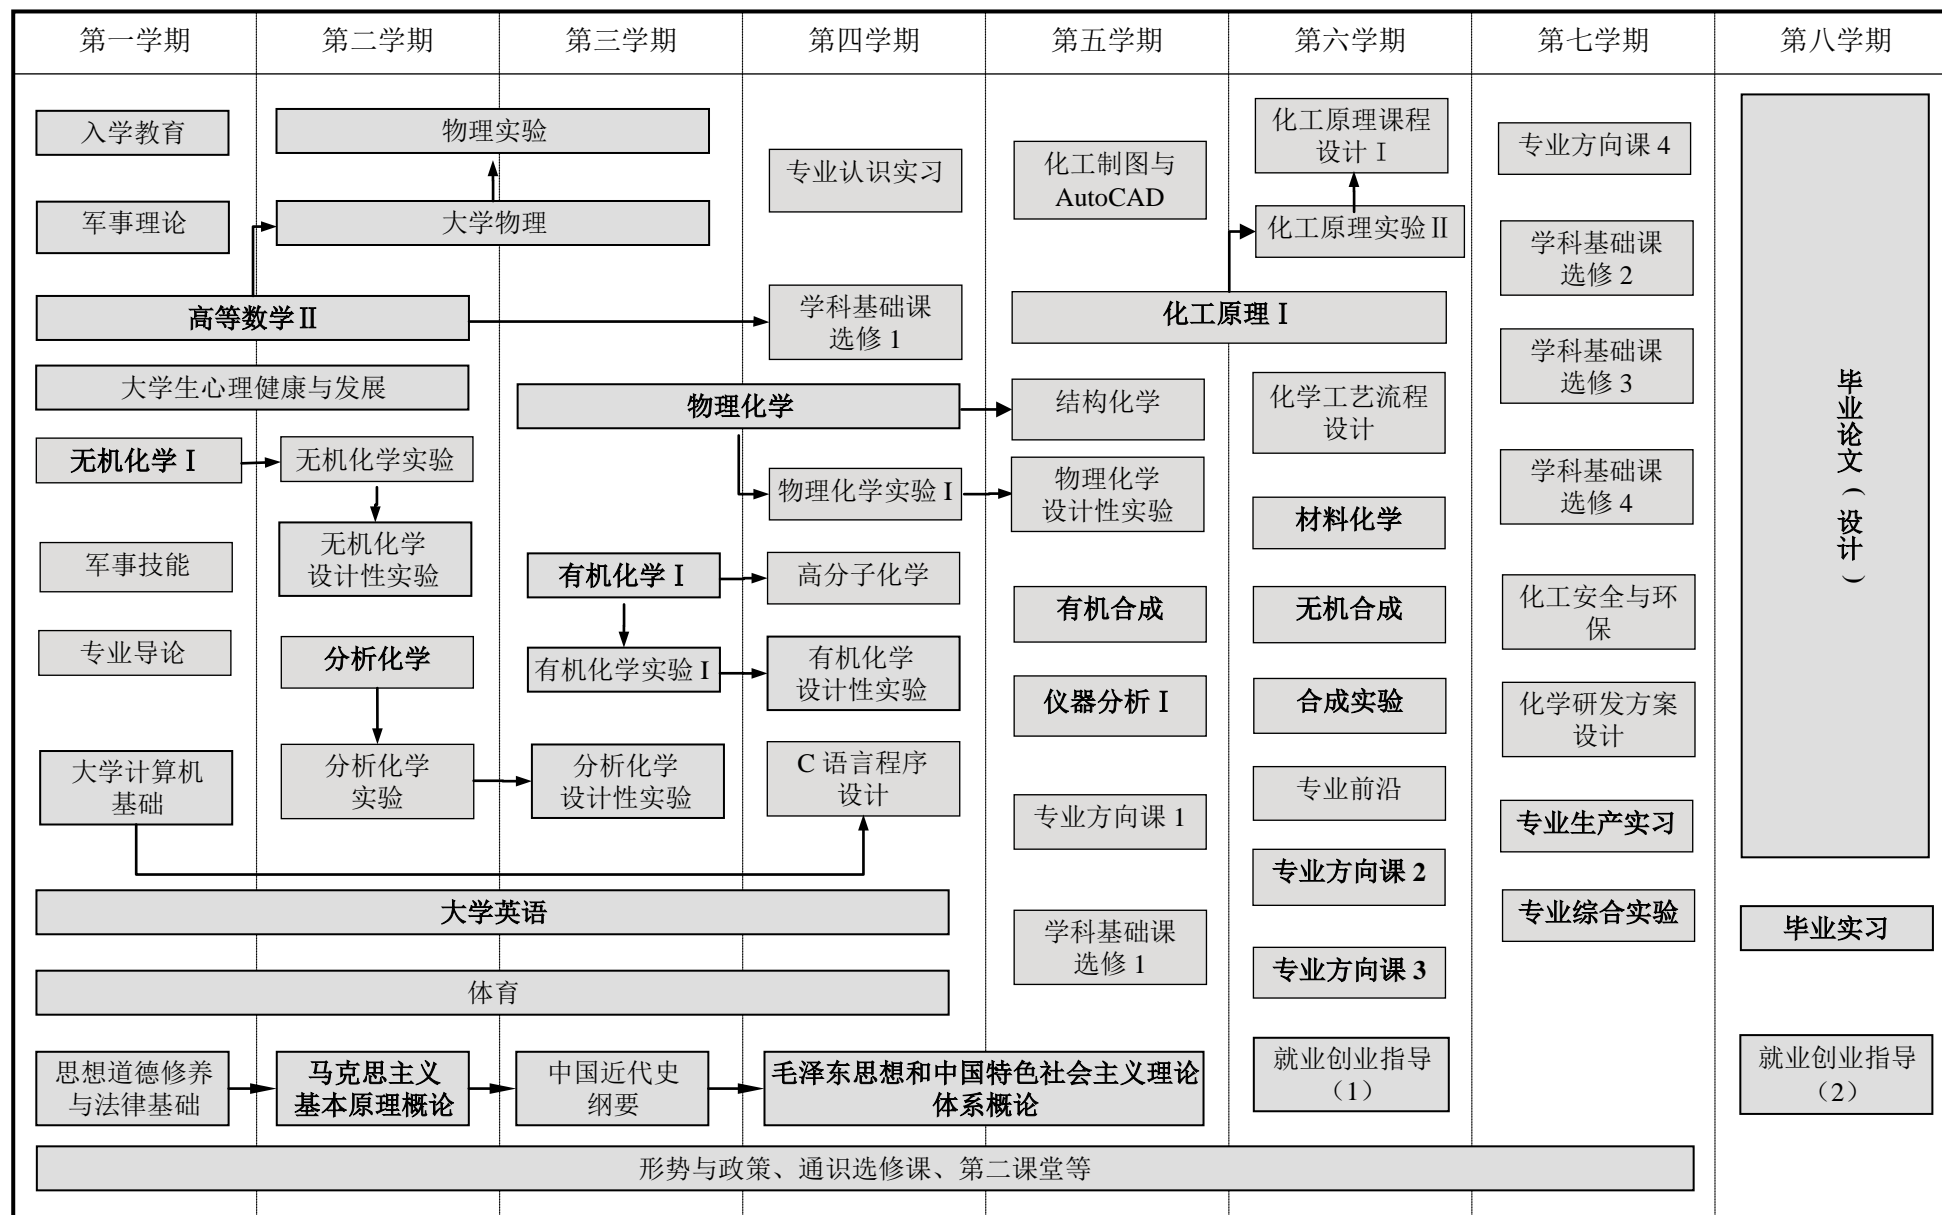 第一学期
第二学期
第三学期
第四学期
第五学期
第六学期
第七学期
第八学期
入学教育
军事理论
高等数学Ⅱ
大学生心理健康与发展
无机化学Ⅰ
军事技能
专业导论
大学计算机
基础
物理实验
大学物理
无机化学实验
无机化学
设计性实验
分析化学
分析化学
实验
物理化学
有机化学Ⅰ
有机化学实验 I
分析化学
设计性实验
专业认识实习
学科基础课
选修 1
物理化学实验 I
高分子化学
有机化学
设计性实验
C 语言程序
设计
化工制图与
AutoCAD
化工原理Ⅰ
结构化学
物理化学
设计性实验
有机合成
仪器分析Ⅰ
专业方向课 1
学科基础课
选修 1
化工原理课程
设计Ⅰ
化工原理实验Ⅱ
化学工艺流程
设计
材料化学
无机合成
合成实验
专业前沿
专业方向课 2
专业方向课 3
就业创业指导
（1）
专业方向课 4
学科基础课
选修 2
学科基础课
选修 3
学科基础课
选修 4
化工安全与环
保
化学研发方案
设计
专业生产实习
专业综合实验
毕业论文（设计）
毕业实习
就业创业指导
（2）
大学英语
体育
思想道德修养
与法律基础
马克思主义
基本原理概论
中国近代史
纲要
毛泽东思想和中国特色社会主义理论
体系概论
形势与政策、通识选修课、第二课堂等